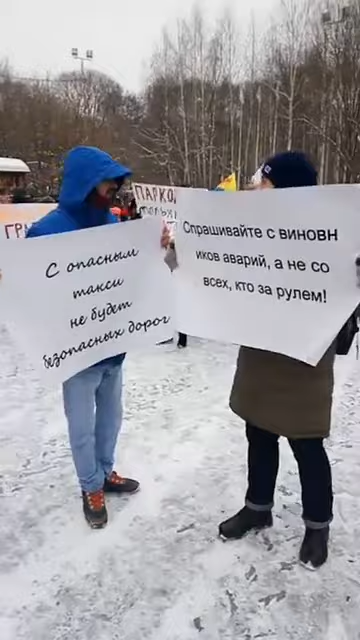 ПАРКО
С опасным
такси
не будет
безопасных дорог
Спрашивайте с виновн
иков аварий, а не со
всех, кто за рулем!